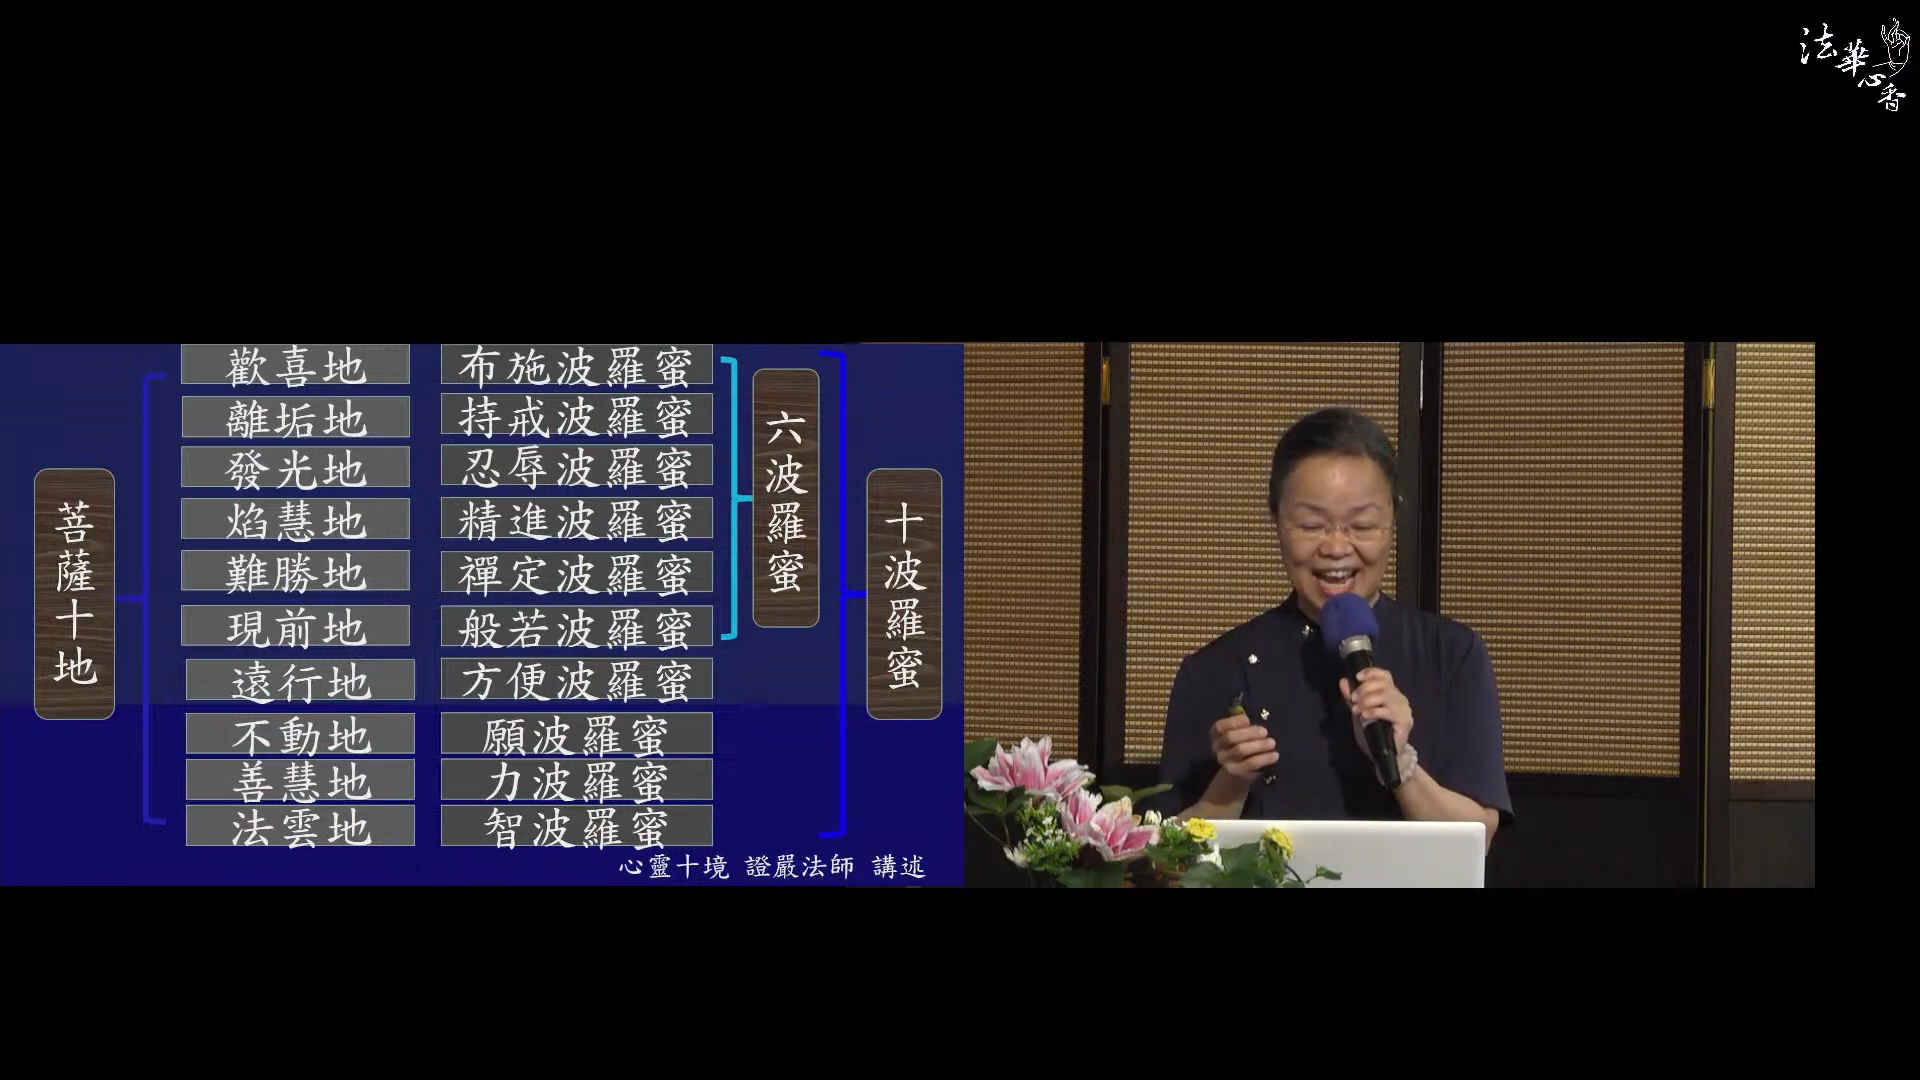 法華心香
菩薩十地
歡喜地 布施波羅蜜
離垢地 持戒波羅蜜
發光地 忍辱波羅蜜
焰慧地 精進波羅蜜
難勝地 禪定波羅蜜
現前地 般若波羅蜜
遠行地 方便波羅蜜
不動地 願波羅蜜
善慧地 力波羅蜜
法雲地 智波羅蜜
六波羅蜜
十波羅蜜
心靈十境 證嚴法師 講述